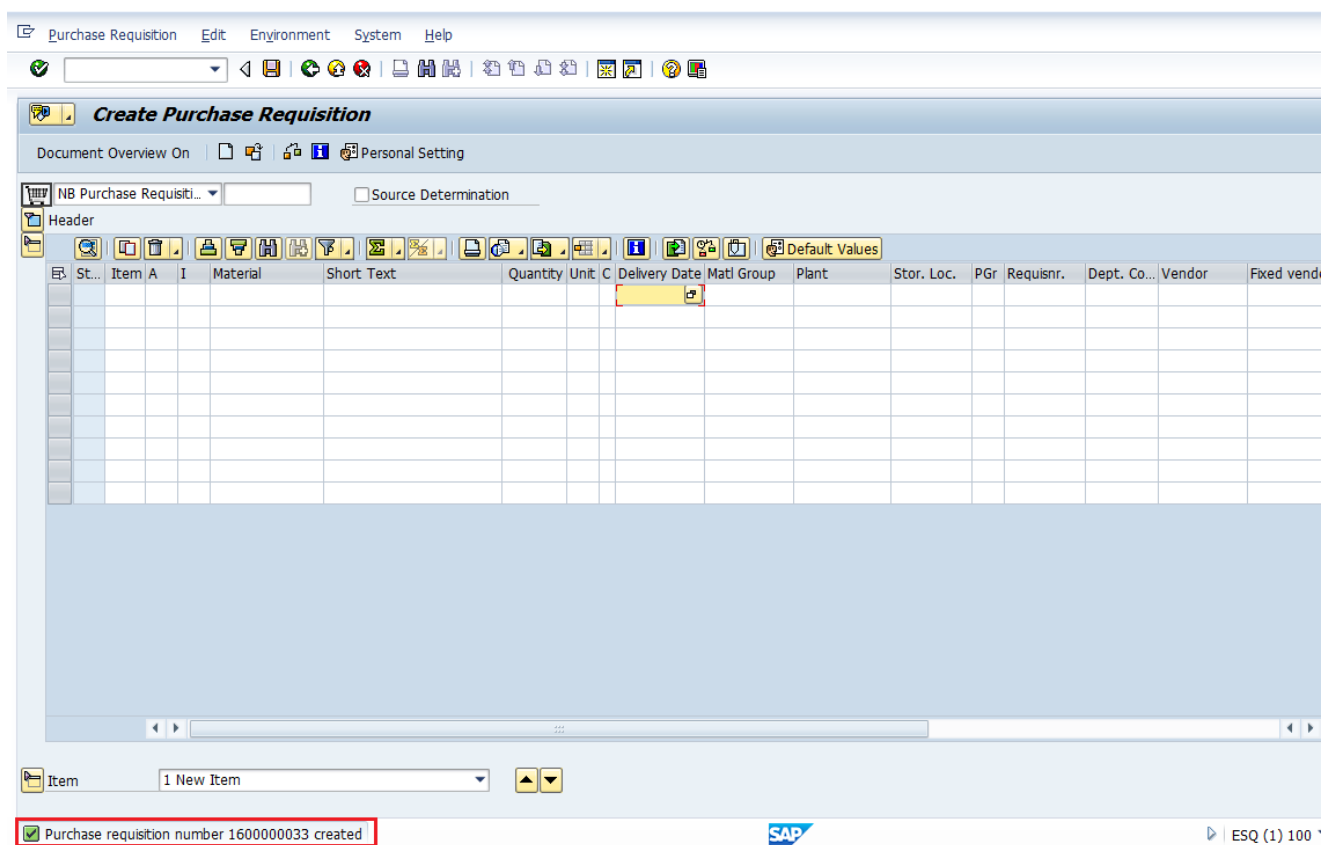 Purchase Requisition Edit Environment System Help
Create Purchase Requisition
Document Overview On Personal Setting
NB Purchase Requisiti... Source Determination
Header
Default Values
St... Item A I Material Short Text Quantity Unit C Delivery Date Matl Group Plant Stor. Loc. PGr Requisnr. Dept. Co... Vendor Fixed vende
Item 1 New Item
Purchase requisition number 1600000033 created SAP ESQ (1) 100